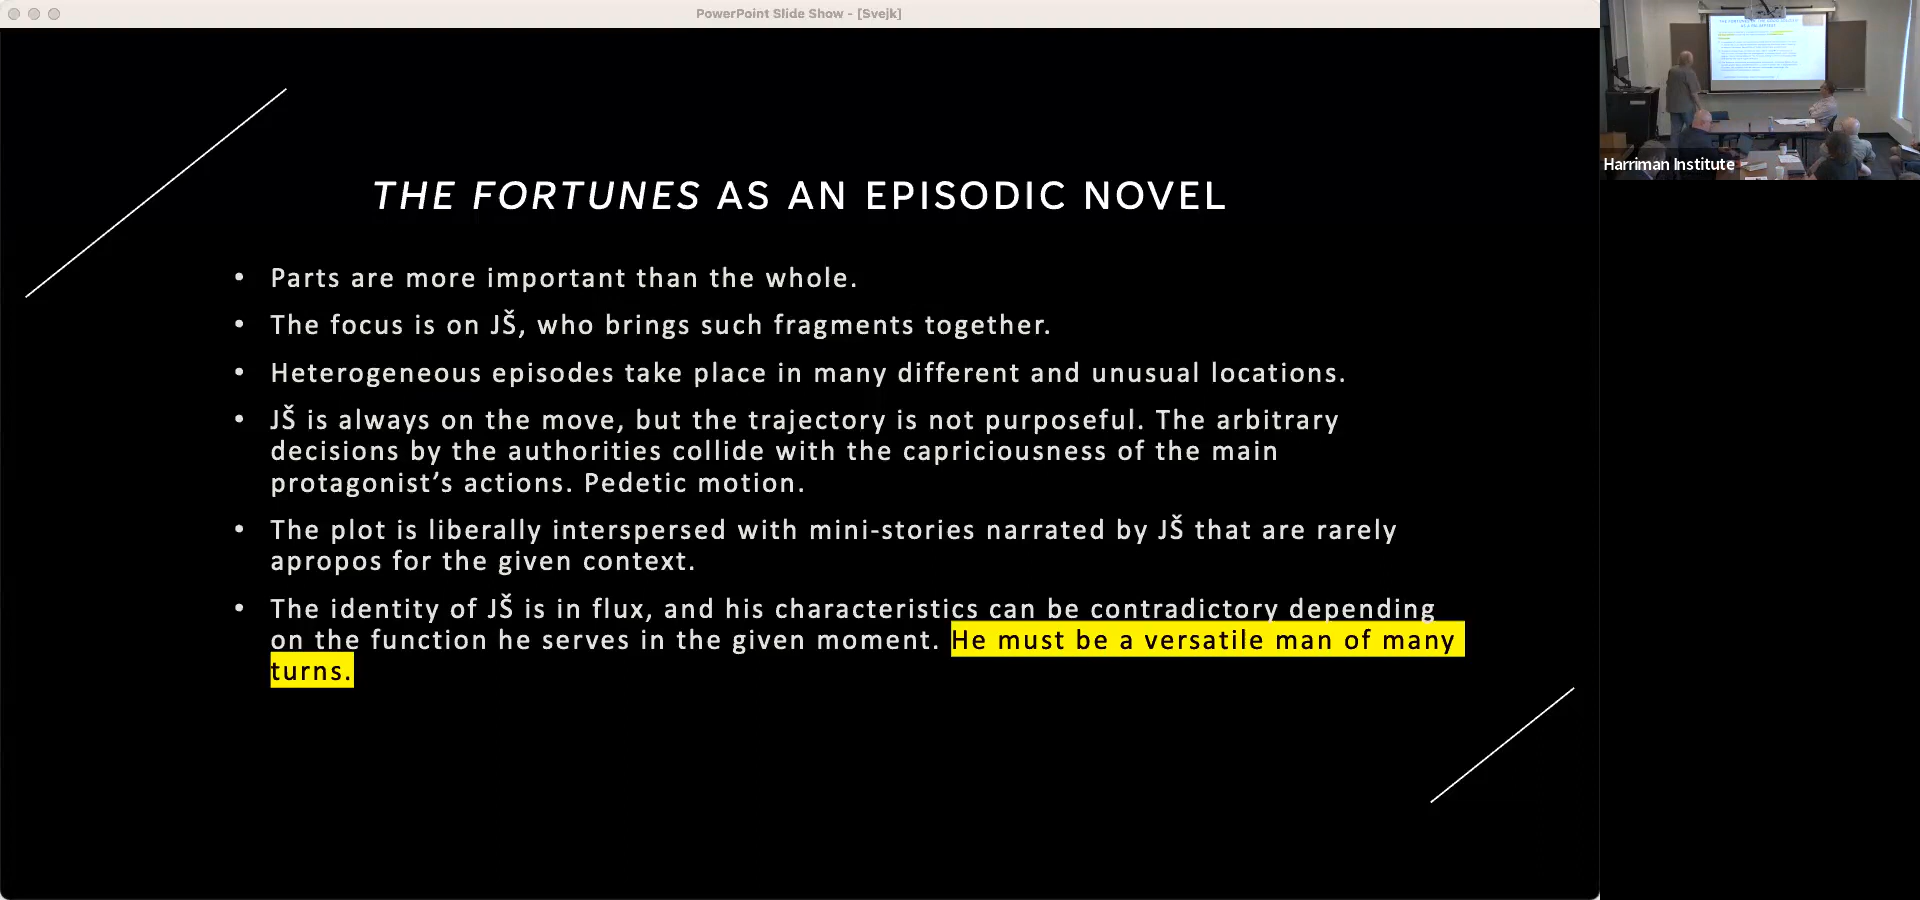 PowerPoint Slide Show - [Svejk]
THE FORTUNES AS AN EPISODIC NOVEL
• Parts are more important than the whole.
• The focus is on JŠ, who brings such fragments together.
• Heterogeneous episodes take place in many different and unusual locations.
• JŠ is always on the move, but the trajectory is not purposeful. The arbitrary
decisions by the authorities collide with the capriciousness of the main
protagonist’s actions. Pedetic motion.
• The plot is liberally interspersed with mini-stories narrated by JŠ that are rarely
apropos for the given context.
• The identity of JŠ is in flux, and his characteristics can be contradictory depending
on the function he serves in the given moment. He must be a versatile man of many
turns.
Harriman Institute